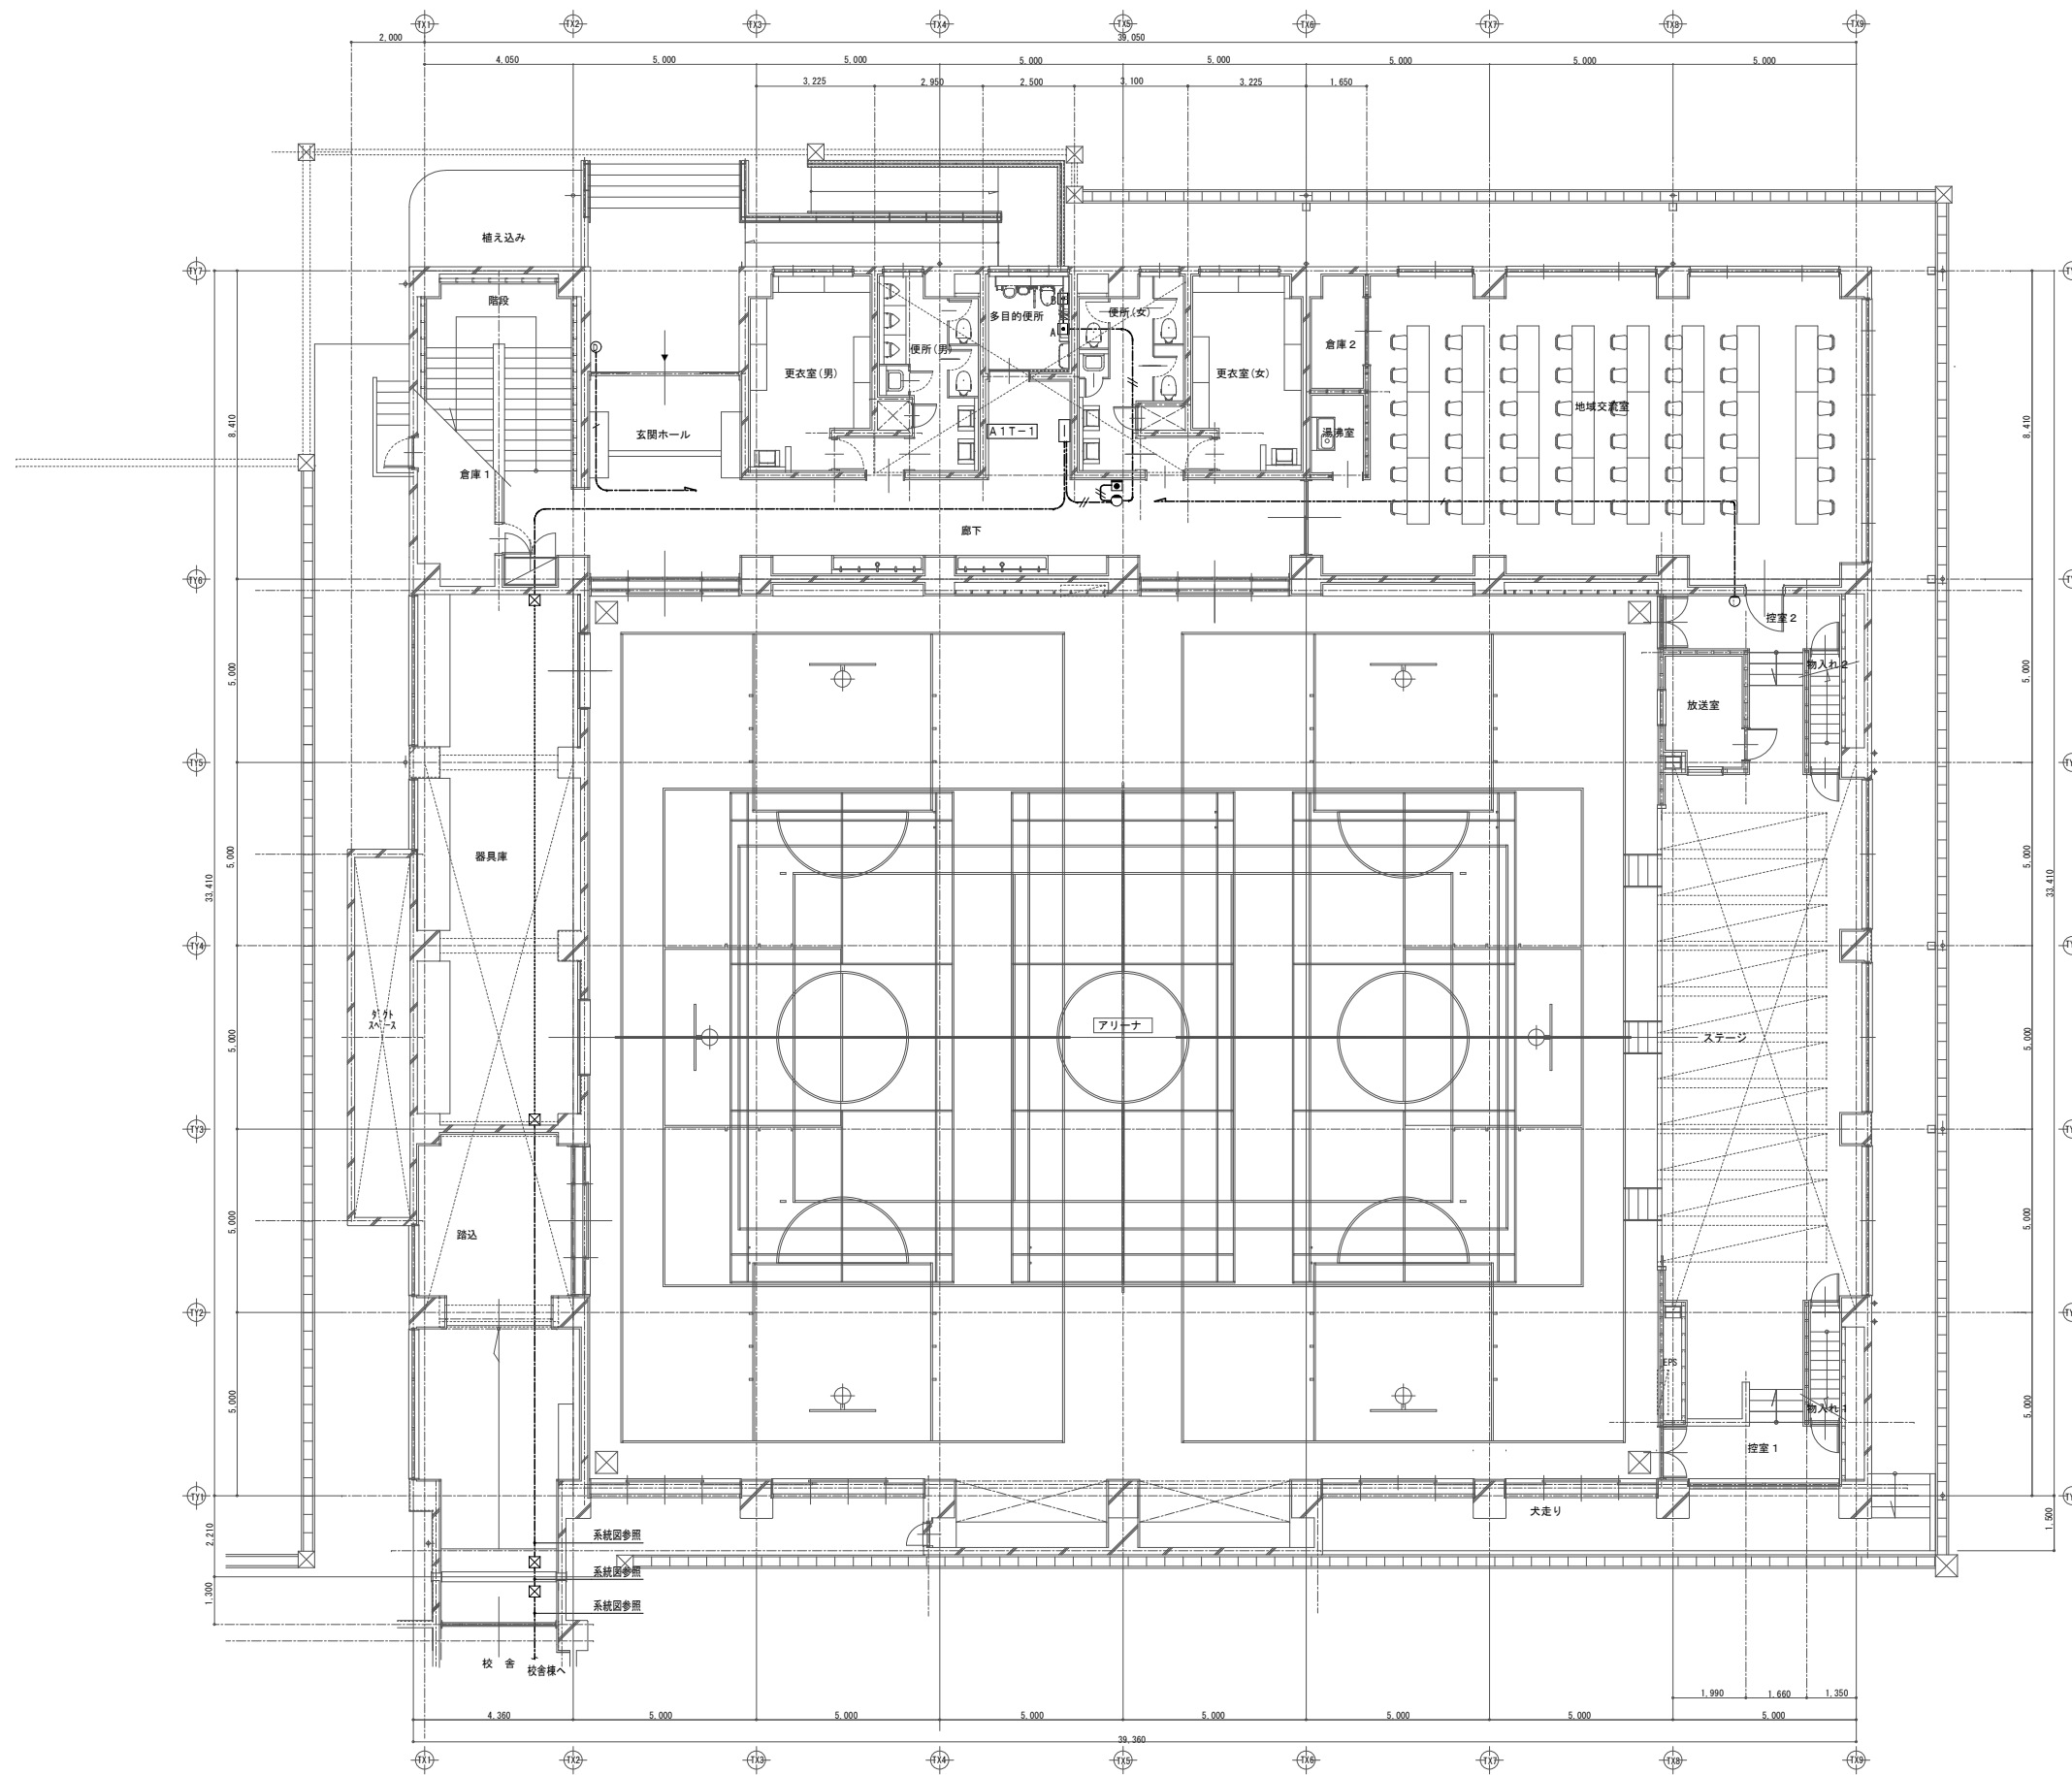 TX1 TX2 TX3 TX4 TX5 TX6 TX7 TX8 TX9
2,000 39,050
4,050 5,000 5,000 5,000 5,000 5,000 5,000 5,000
3,225 2,950 2,500 3,100 3,225 1,650
植え込み
TY7
階段
B
多目的便所
便所(女)
A
便所(男)
倉庫2
更衣室(男)
更衣室(女)
地域交流室
8,410
8,410
A1T-1
玄関ホール
湯沸室
倉庫1
廊下
TY6
控室2
物入れ2
5,000
5,000
放送室
TY5
器具庫
5,000
5,000
33,410
33,410
TY4
ダクト
スペース
アリーナ
ステージ
5,000
5,000
TY3
踏込
5,000
5,000
TY2
EPS
5,000
5,000
物入れ1
控室1
TY1
犬走り
1,500
2,210
系統図参照
系統図参照
1,300
系統図参照
校 舎
校舎棟へ
1,990 1,660 1,350
4,360 5,000 5,000 5,000 5,000 5,000 5,000 5,000
39,360
TX1 TX2 TX3 TX4 TX5 TX6 TX7 TX8 TX9